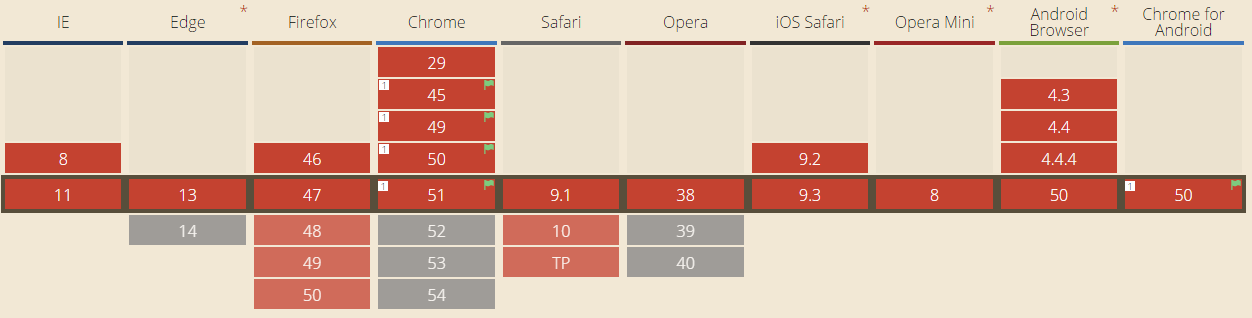 IE Edge * Firefox Chrome Safari Opera iOS Safari * Opera Mini * Android Browser * Chrome for Android
29
1 45 4.3
1 49 4.4
8 46 1 50 9.2 4.4.4
11 13 47 1 51 9.1 38 9.3 8 50 1 50
14 48 52 10 39
49 53 TP 40
50 54